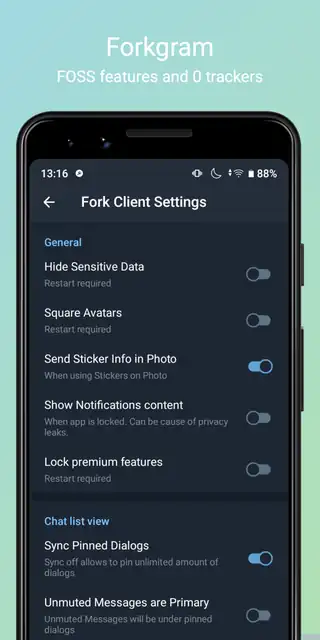 Forkgram
FOSS features and 0 trackers
13:16
88%
Fork Client Settings
General
Hide Sensitive Data
Restart required
Square Avatars
Restart required
Send Sticker Info in Photo
When using Stickers on Photo
Show Notifications content
When app is locked. Can be cause of privacy
leaks.
Lock premium features
Restart required
Chat list view
Sync Pinned Dialogs
Sync off allows to pin unlimited amount of
dialogs
Unmuted Messages are Primary
Unmuted Messages will be under pinned
dialogs